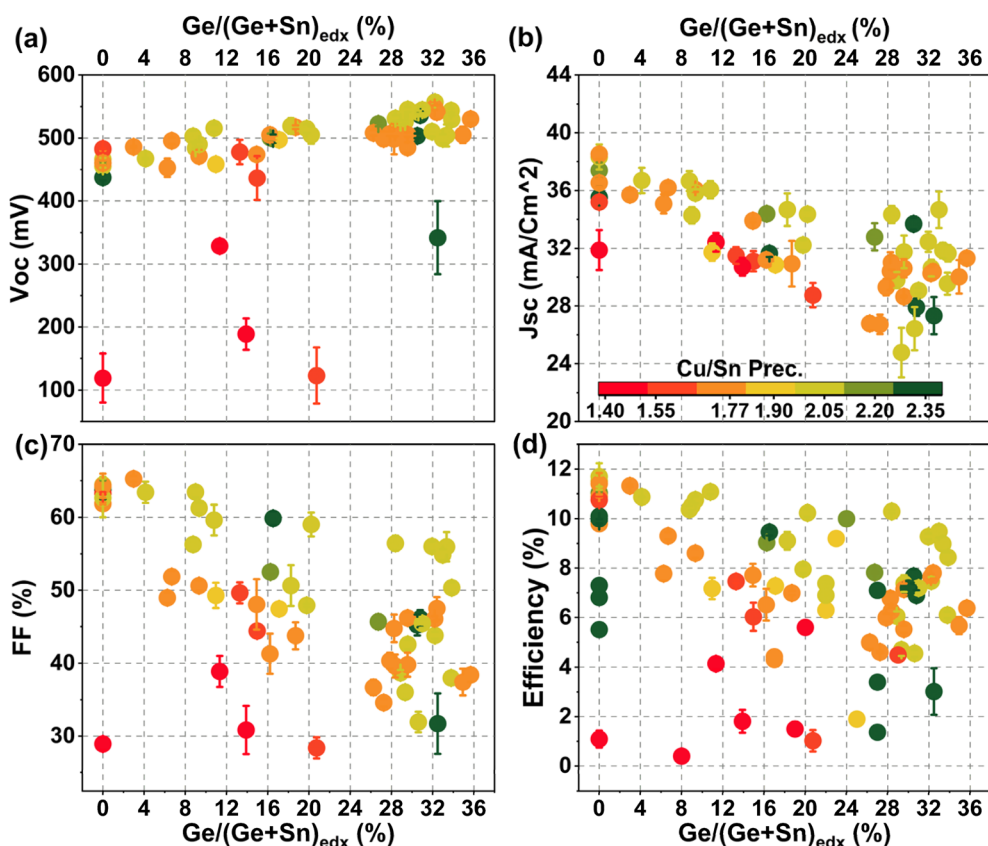 Ge/(Ge+Sn)edx (%)
Ge/(Ge+Sn)edx (%)
(a)
(b)
0 4 8 12 16 20 24 28 32 36
0 4 8 12 16 20 24 28 32 36
600
500
400
300
200
100
Voc (mV)
40
36
32
28
24
20
Jsc (mA/Cm^2)
Cu/Sn Prec.
1.40 1.55 1.77 1.90 2.05 2.20 2.35
(c)
(d)
70
60
50
40
30
FF (%)
12
10
8
6
4
2
0
Efficiency (%)
0 4 8 12 16 20 24 28 32 36
0 4 8 12 16 20 24 28 32 36
Ge/(Ge+Sn)edx (%)
Ge/(Ge+Sn)edx (%)